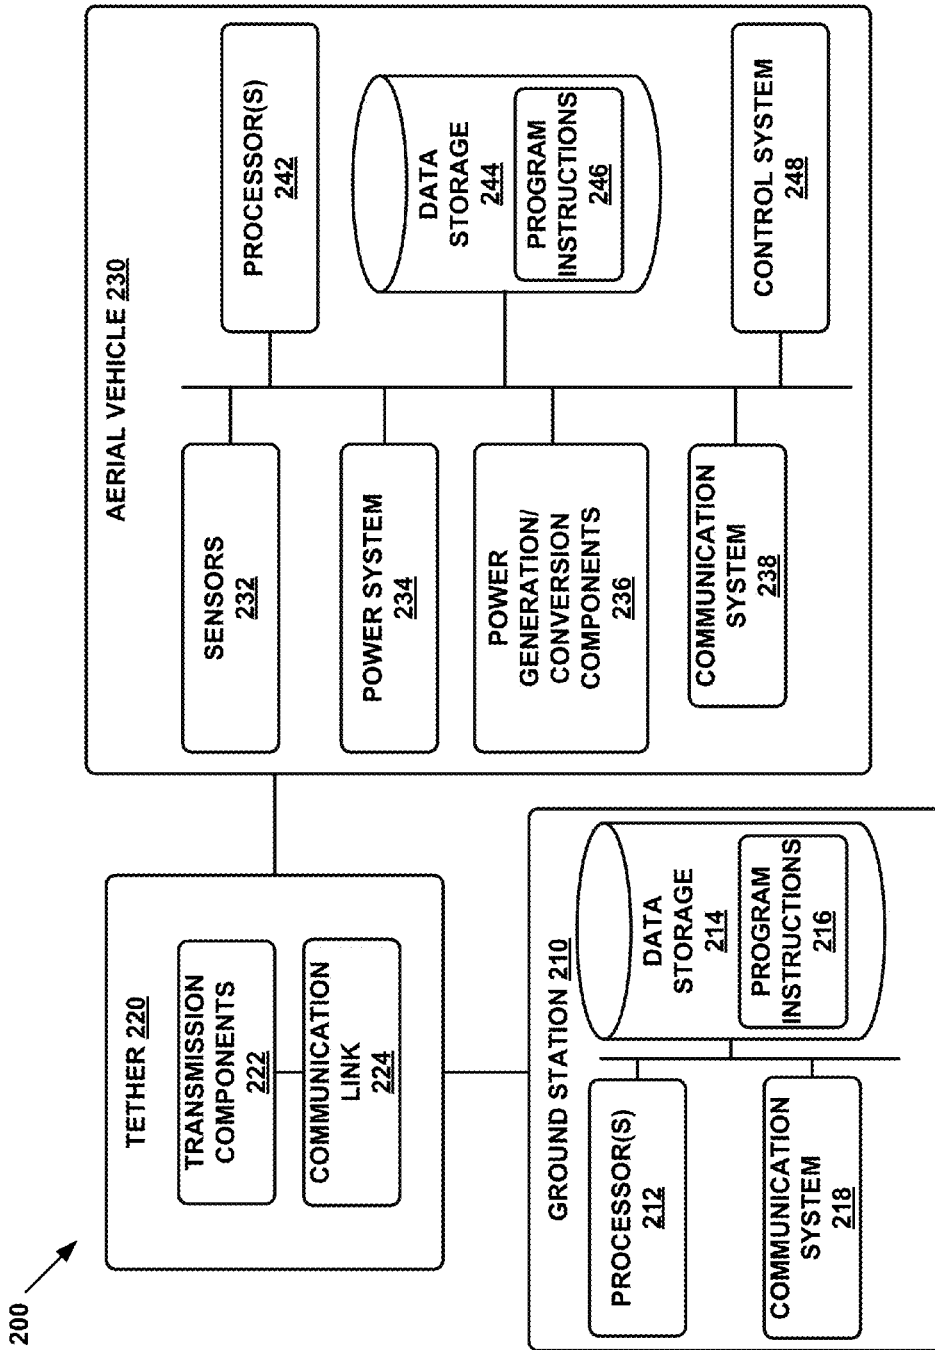 200
TETHER 220
TRANSMISSION
COMPONENTS
222
COMMUNICATION
LINK
224
GROUND STATION 210
PROCESSOR(S)
212
COMMUNICATION
SYSTEM
218
DATA
STORAGE
214
PROGRAM
INSTRUCTIONS
216
AERIAL VEHICLE 230
SENSORS
232
POWER SYSTEM
234
POWER
GENERATION/
CONVERSION
COMPONENTS
236
COMMUNICATION
SYSTEM
238
PROCESSOR(S)
242
DATA
STORAGE
244
PROGRAM
INSTRUCTIONS
246
CONTROL SYSTEM
248